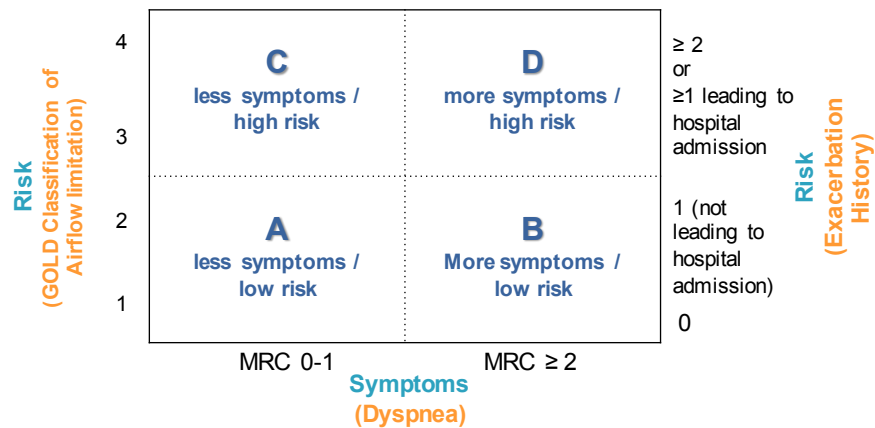 Risk
(GOLD Classification of
Airflow limitation)
4
3
2
1
C
less symptoms /
high risk
D
more symptoms /
high risk
A
less symptoms /
low risk
B
More symptoms /
low risk
≥ 2
or
≥1 leading to
hospital
admission
1 (not
leading to
hospital
admission)
0
Risk
(Exacerbation
History)
MRC 0-1
MRC ≥ 2
Symptoms
(Dyspnea)